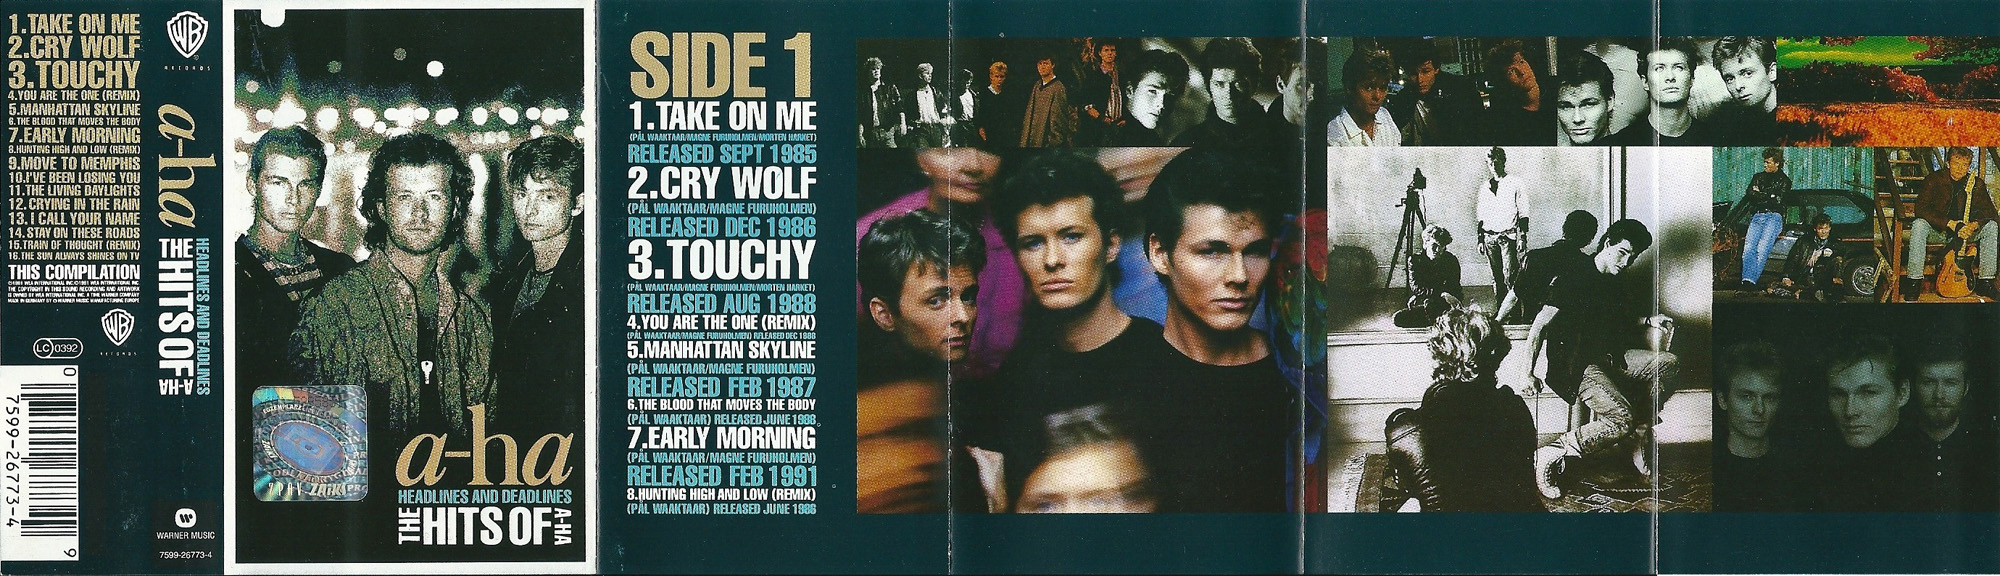 1.TAKE ON ME
2.CRY WOLF
3.TOUCHY
4.YOU ARE THE ONE (REMIX)
5.MANHATTAN SKYLINE
6.THE BLOOD THAT MOVES THE BODY
7.EARLY MORNING
8.HUNTING HIGH AND LOW (REMIX)
9.MOVE TO MEMPHIS
10.I'VE BEEN LOSING YOU
11.THE LIVING DAYLIGHTS
12.CRYING IN THE RAIN
13.I CALL YOUR NAME
14.STAY ON THESE ROADS
15.TRAIN OF THOUGHT (REMIX)
16.THE SUN ALWAYS SHINES ON TV
THIS COMPILATION
WB
RECORDS
LC 0392
0
7599-26773-4
9
WB
RECORDS
a-ha
HEADLINES AND DEADLINES
THE HITS OF A-HA
WARNER MUSIC
7599-26773-4
ZPAV ZAiKS
a-ha
HEADLINES AND DEADLINES
THE HITS OF A-HA
SIDE 1
1.TAKE ON ME
(PÅL WAAKTAAR/MAGNE FURUHOLMEN/MORTEN HARKET)
RELEASED SEPT 1985
2.CRY WOLF
(PÅL WAAKTAAR/MAGNE FURUHOLMEN)
RELEASED DEC 1986
3.TOUCHY
(PÅL WAAKTAAR/MAGNE FURUHOLMEN/MORTEN HARKET)
RELEASED AUG 1988
4.YOU ARE THE ONE (REMIX)
(PÅL WAAKTAAR/MAGNE FURUHOLMEN) RELEASED DEC 1988
5.MANHATTAN SKYLINE
(PÅL WAAKTAAR/MAGNE FURUHOLMEN)
RELEASED FEB 1987
6.THE BLOOD THAT MOVES THE BODY
(PÅL WAAKTAAR) RELEASED JUNE 1988
7.EARLY MORNING
(PÅL WAAKTAAR/MAGNE FURUHOLMEN)
RELEASED FEB 1991
8.HUNTING HIGH AND LOW (REMIX)
(PÅL WAAKTAAR) RELEASED JUNE 1986